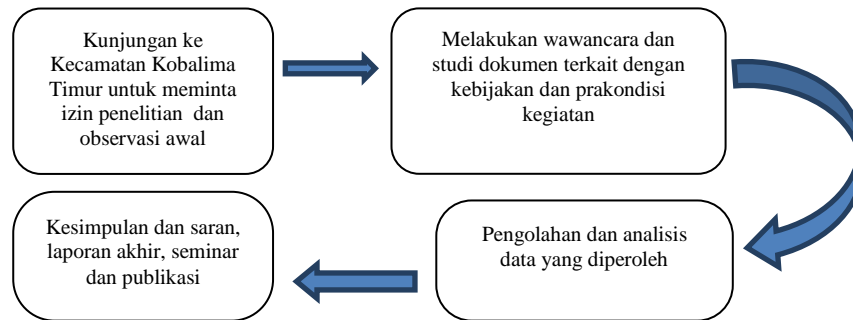 Kunjungan ke
Kecamatan Kobalima
Timur untuk meminta
izin penelitian dan
observasi awal
Melakukan wawancara dan
studi dokumen terkait dengan
kebijakan dan prakondisi
kegiatan
Pengolahan dan analisis
data yang diperoleh
Kesimpulan dan saran,
laporan akhir, seminar
dan publikasi